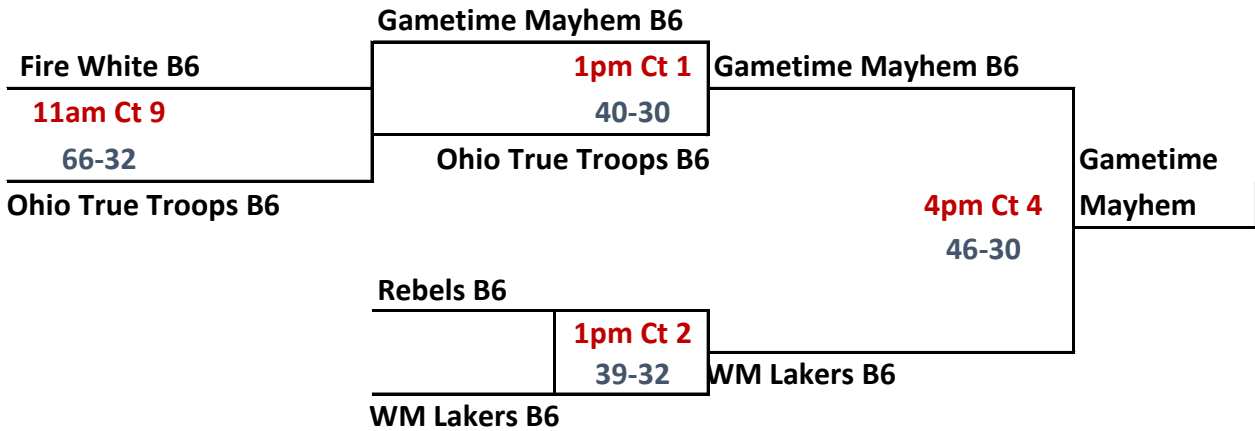 Gametime Mayhem B6
Fire White B6
1pm Ct 1
Gametime Mayhem B6
11am Ct 9
40-30
66-32
Ohio True Troops B6
Gametime
Ohio True Troops B6
4pm Ct 4
Mayhem
46-30
Rebels B6
1pm Ct 2
39-32
WM Lakers B6
WM Lakers B6